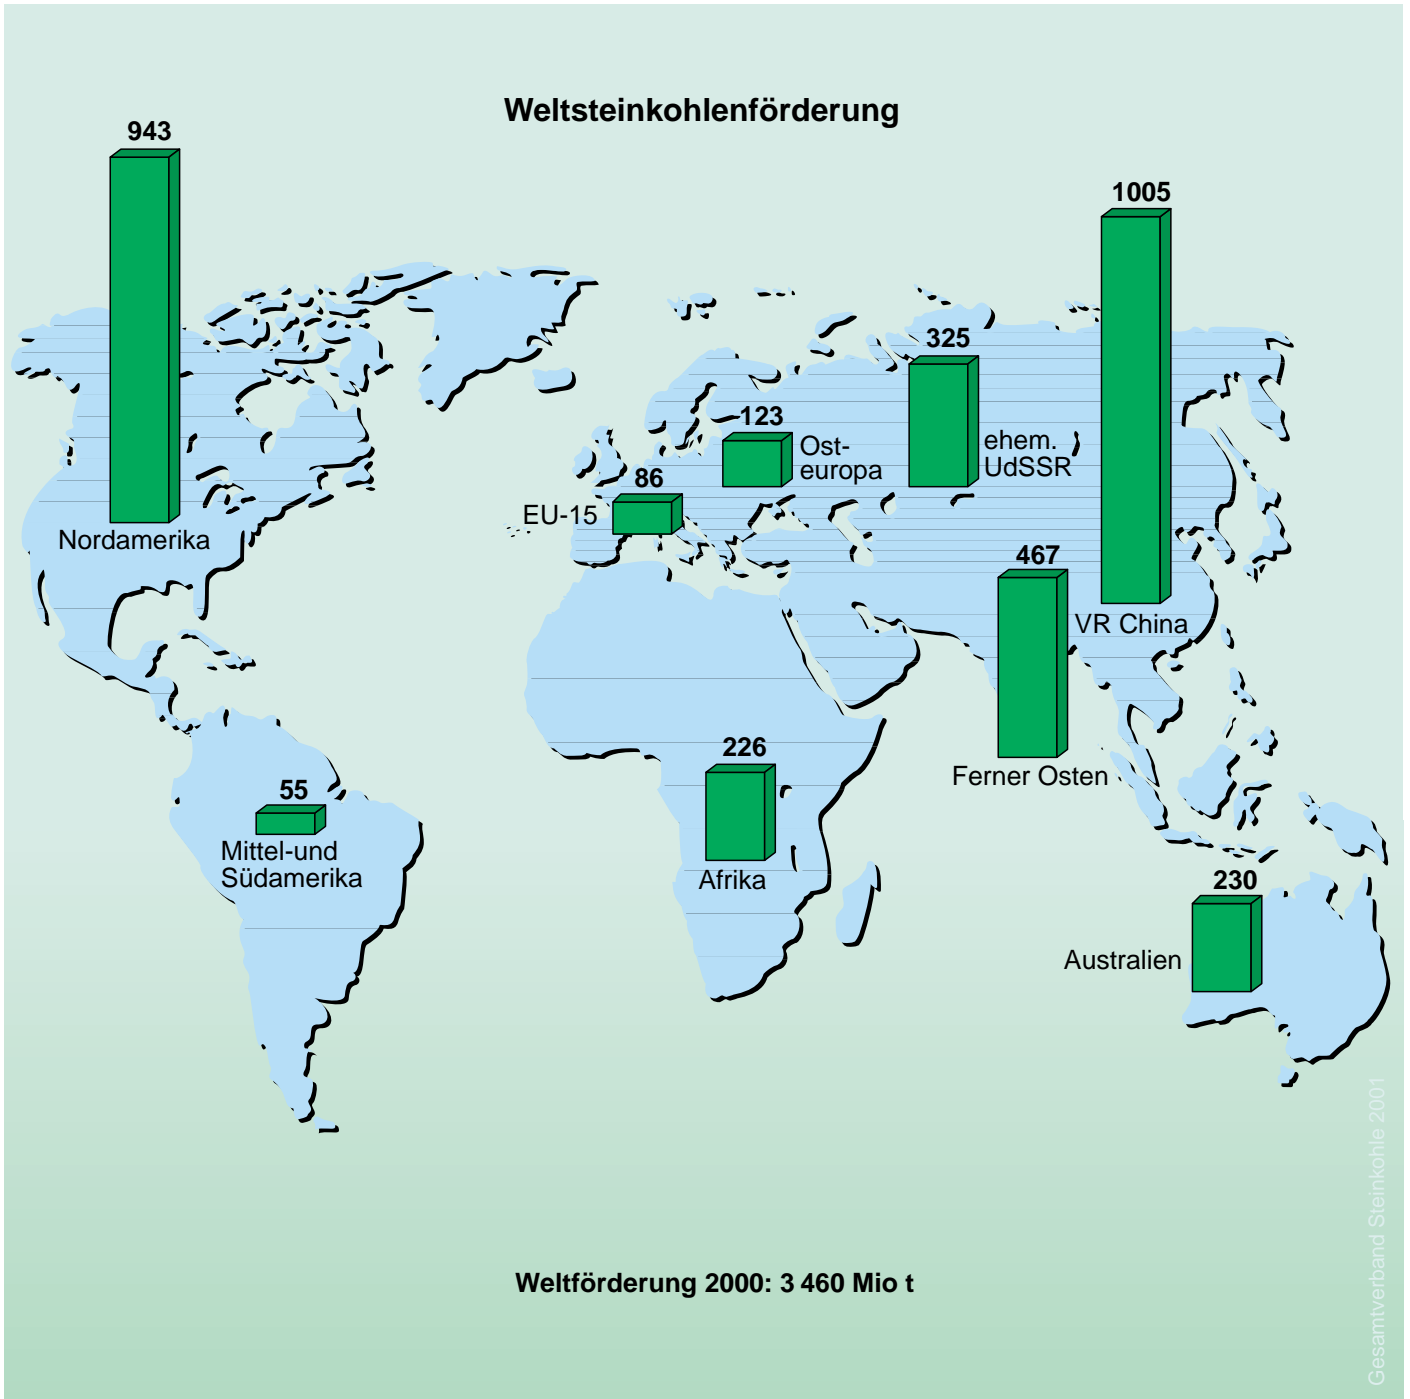 Weltsteinkohlenförderung
943
Nordamerika
1005
VR China
325
ehem.
UdSSR
123
Ost-
europa
86
EU-15
467
Ferner Osten
226
Afrika
55
Mittel-und
Südamerika
230
Australien
Weltförderung 2000: 3 460 Mio t
Gesamtverband Steinkohle 2001